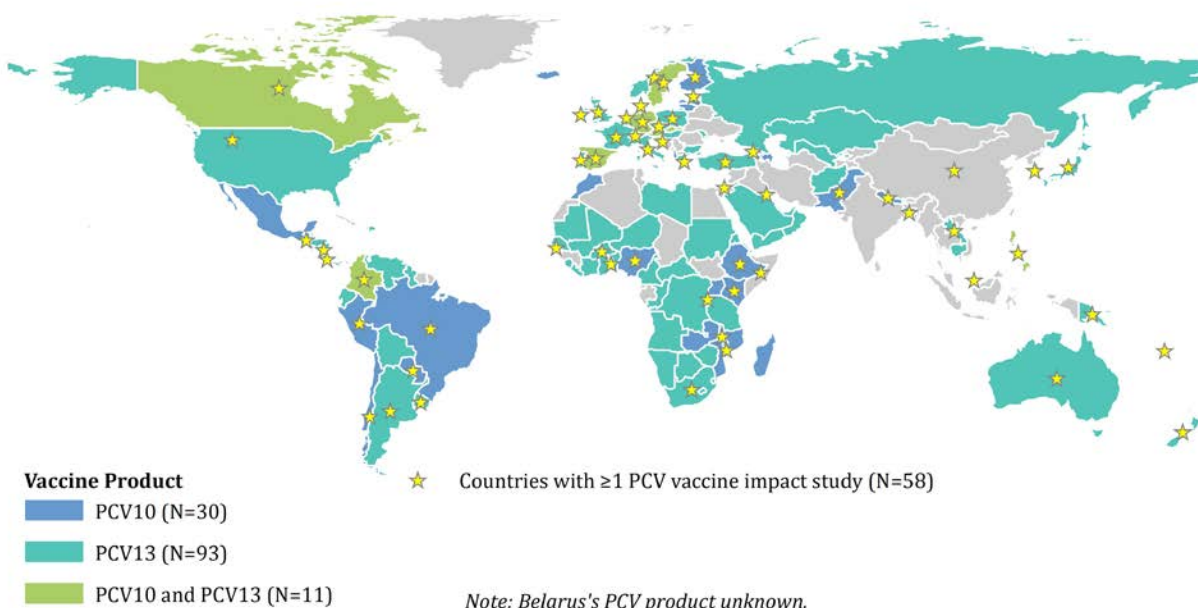 Vaccine Product
Countries with ≥1 PCV vaccine impact study (N=58)
PCV10 (N=30)
PCV13 (N=93)
PCV10 and PCV13 (N=11)
Note: Belarus's PCV product unknown.